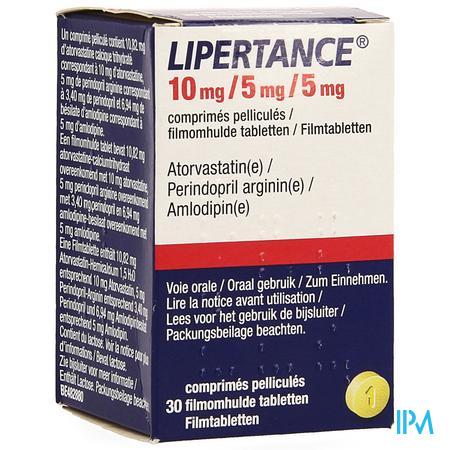 LIPERTANCE®
10 mg/5 mg/5 mg
comprimés pelliculés /
filmomhulde tabletten / Filmtabletten
Atorvastatin(e) /
Perindopril arginin(e) /
Amlodipin(e)
Voie orale / Oraal gebruik / Zum Einnehmen.
Lire la notice avant utilisation /
Lees voor het gebruik de bijsluiter /
Packungsbeilage beachten.
comprimés pelliculés
30 filmomhulde tabletten
Filmtabletten
1
Un comprimé pelliculé contient 10,82 mg
d'atorvastatine calcique trihydraté
correspondant à 10 mg d'atorvastatine,
5 mg de perindopril arginine correspondant
à 3,40 mg de perindopril et 6,94 mg de
bésilate d'amlodipine correspondant à
5 mg d'amlodipine.
Een filmomhulde tablet bevat 10,82 mg
atorvastatine-calciumtrihydraat
overeenkomend met 10 mg atorvastatine,
5 mg perindopril arginine overeenkomend
met 3,40 mg perindopril en 6,94 mg
amlodipine-besilaat overeenkomend met
5 mg amlodipine.
Eine Filmtablette enthält 10,82 mg
Atorvastatin-Hemicalcium 1,5 H₂O
entsprechend 10 mg Atorvastatin, 5 mg
Perindopril-Arginin entsprechend 3,40 mg
Perindopril und 6,94 mg Amlodipinbesilat
entsprechend 5 mg Amlodipin.
Contient du lactose. Voir la notice pour plus
d'informations / Bevat lactose.
Zie bijsluiter voor meer informatie /
Enthält Lactose. Packungsbeilage beachten.
BE482880
IPM